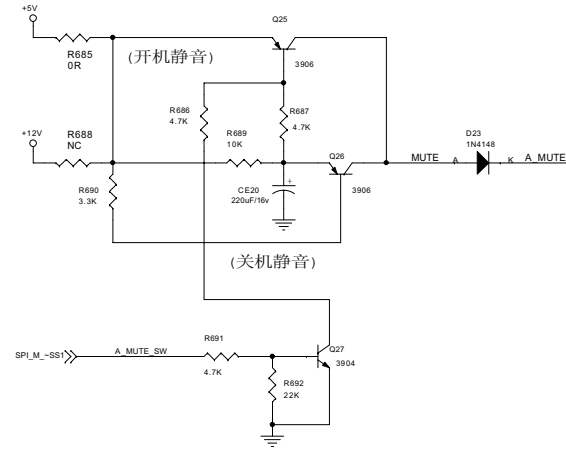 +5V
Q25
R685
0R
(开机静音)
3906
R686
4.7K
R687
4.7K
+12V
R688
NC
R689
10K
Q26
D23
1N4148
MUTE
A
K
A_MUTE
R690
3.3K
CE20
220uF/16v
+
3906
(关机静音)
R691
Q27
SPI_M_~SS1
A_MUTE_SW
4.7K
3904
R692
22K